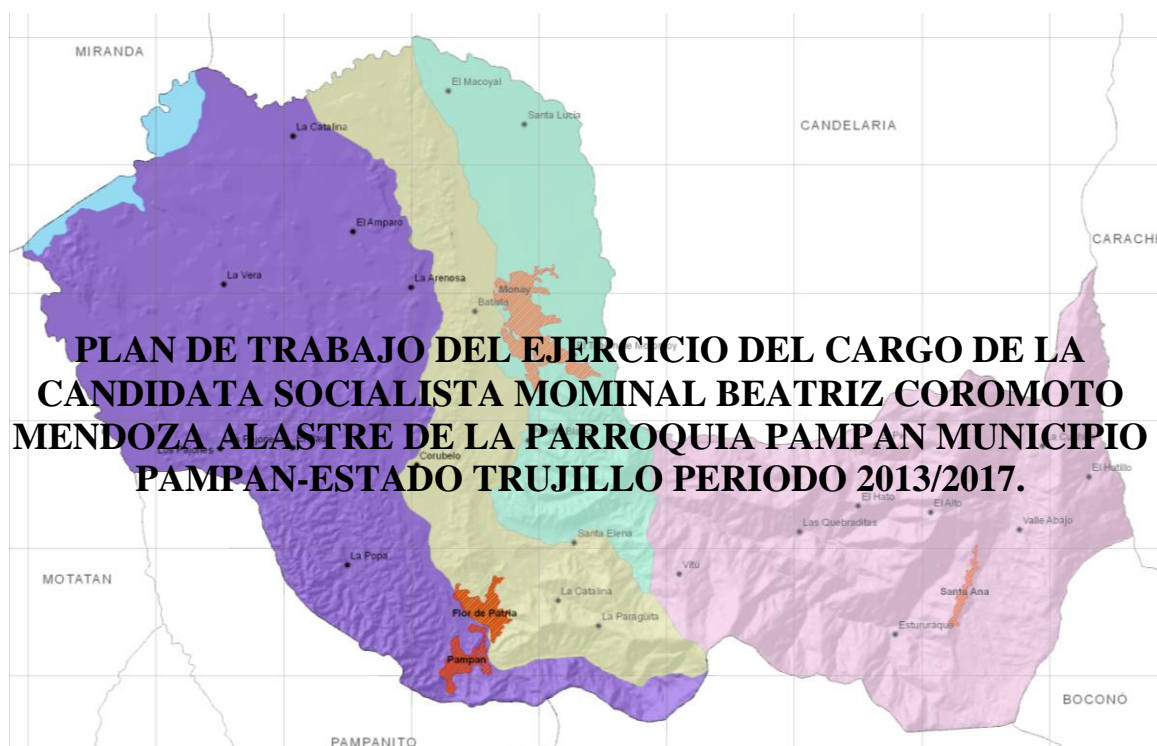 MIRANDA
El Macoyal
Santa Lucia
La Catalina
CANDELARIA
El Amparo
CARACHE
La Vera
La Arenosa
Monay
Batisla
PLAN DE TRABAJO DEL EJERCICIO DEL CARGO DE LA
CANDIDATA SOCIALISTA MOMINAL BEATRIZ COROMOTO
MENDOZA ALASTRE DE LA PARROQUIA PAMPAN MUNICIPIO
PAMPAN-ESTADO TRUJILLO PERIODO 2013/2017.
Corubelo
El Hatillo
El Hato
El Alto
Las Quebraditas
Valle Abajo
Santa Elena
MOTATAN
La Popa
Vitú
La Catalina
Santa Ana
Flor de Patria
La Paragüita
Estururaque
Pampan
BOCONÓ
PAMPANITO